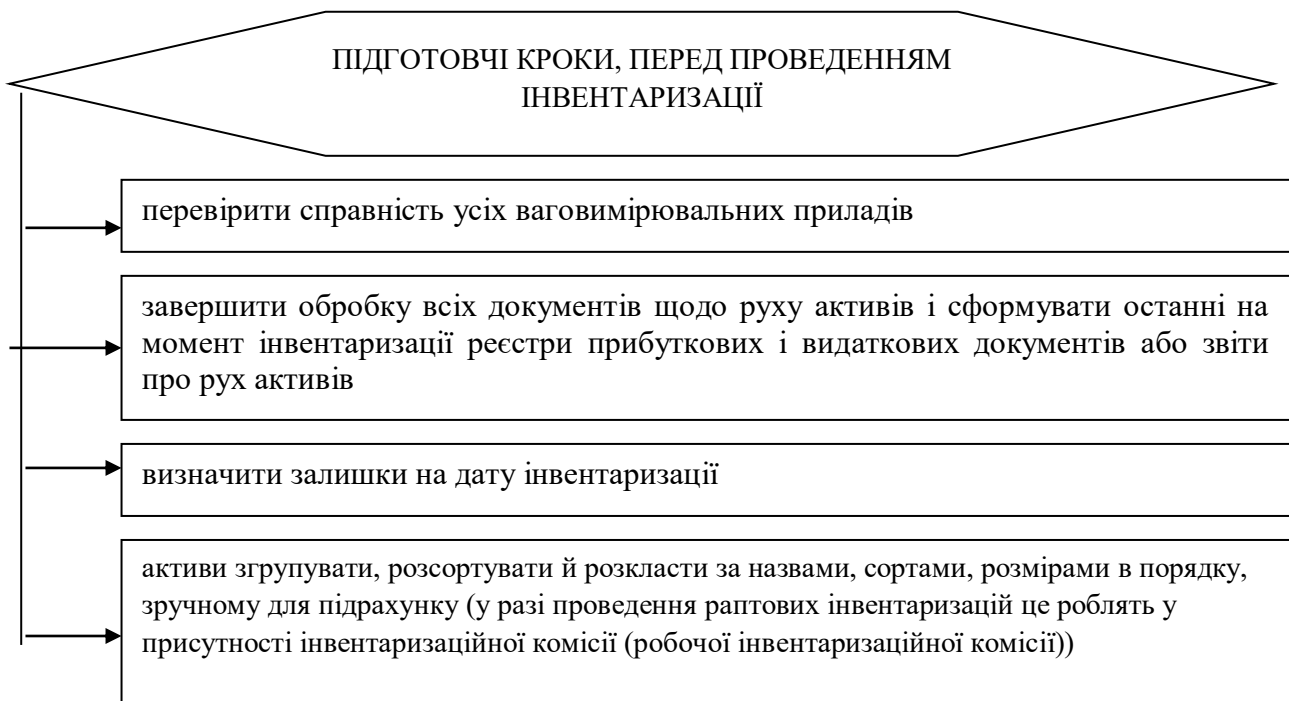 ПІДГОТОВЧІ КРОКИ, ПЕРЕД ПРОВЕДЕННЯМ
ІНВЕНТАРИЗАЦІЇ
перевірити справність усіх ваговимірювальних приладів
завершити обробку всіх документів щодо руху активів і сформувати останні на
момент інвентаризації реєстри прибуткових і видаткових документів або звіти
про рух активів
визначити залишки на дату інвентаризації
активи згрупувати, розсортувати й розкласти за назвами, сортами, розмірами в порядку,
зручному для підрахунку (у разі проведення раптових інвентаризацій це роблять у
присутності інвентаризаційної комісії (робочої інвентаризаційної комісії))